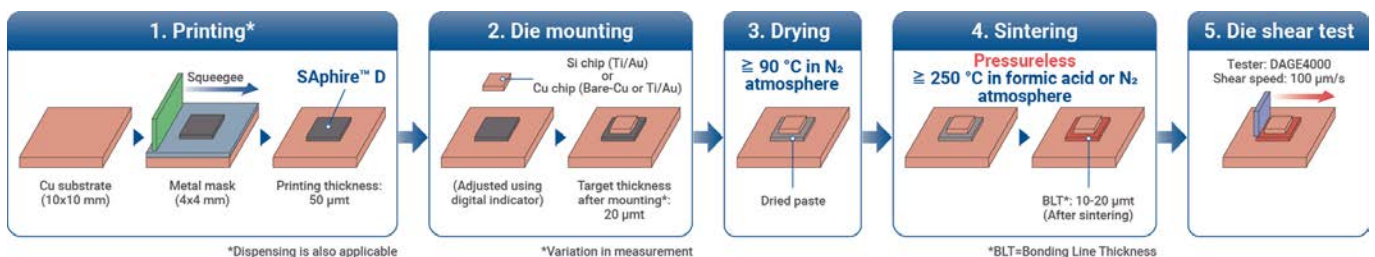 1. Printing*
Squeegee
SAphire™ D
Cu substrate
(10x10 mm)
Metal mask
(4x4 mm)
Printing thickness:
50 µmt
*Dispensing is also applicable
2. Die mounting
Si chip (Ti/Au)
or
Cu chip (Bare-Cu or Ti/Au)
(Adjusted using
digital indicator)
Target thickness
after mounting*:
20 µmt
*Variation in measurement
3. Drying
≧ 90 °C in N₂
atmosphere
Dried paste
4. Sintering
Pressureless
≧ 250 °C in formic acid or N₂
atmosphere
BLT*: 10-20 µmt
(After sintering)
*BLT=Bonding Line Thickness
5. Die shear test
Tester: DAGE4000
Shear speed: 100 µm/s